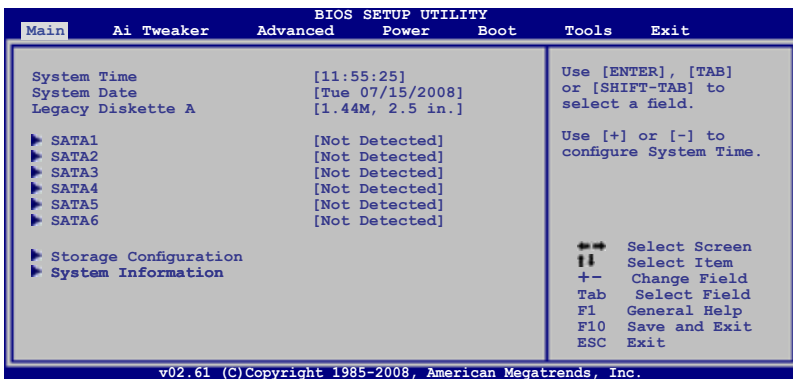 BIOS SETUP UTILITY
Main Ai Tweaker Advanced Power Boot Tools Exit
System Time [11:55:25]
System Date [Tue 07/15/2008]
Legacy Diskette A [1.44M, 2.5 in.]
SATA1 [Not Detected]
SATA2 [Not Detected]
SATA3 [Not Detected]
SATA4 [Not Detected]
SATA5 [Not Detected]
SATA6 [Not Detected]
Storage Configuration
System Information
Use [ENTER], [TAB]
or [SHIFT-TAB] to
select a field.
Use [+] or [-] to
configure System Time.
Select Screen
Select Item
+- Change Field
Tab Select Field
F1 General Help
F10 Save and Exit
ESC Exit
v02.61 (C)Copyright 1985-2008, American Megatrends, Inc.